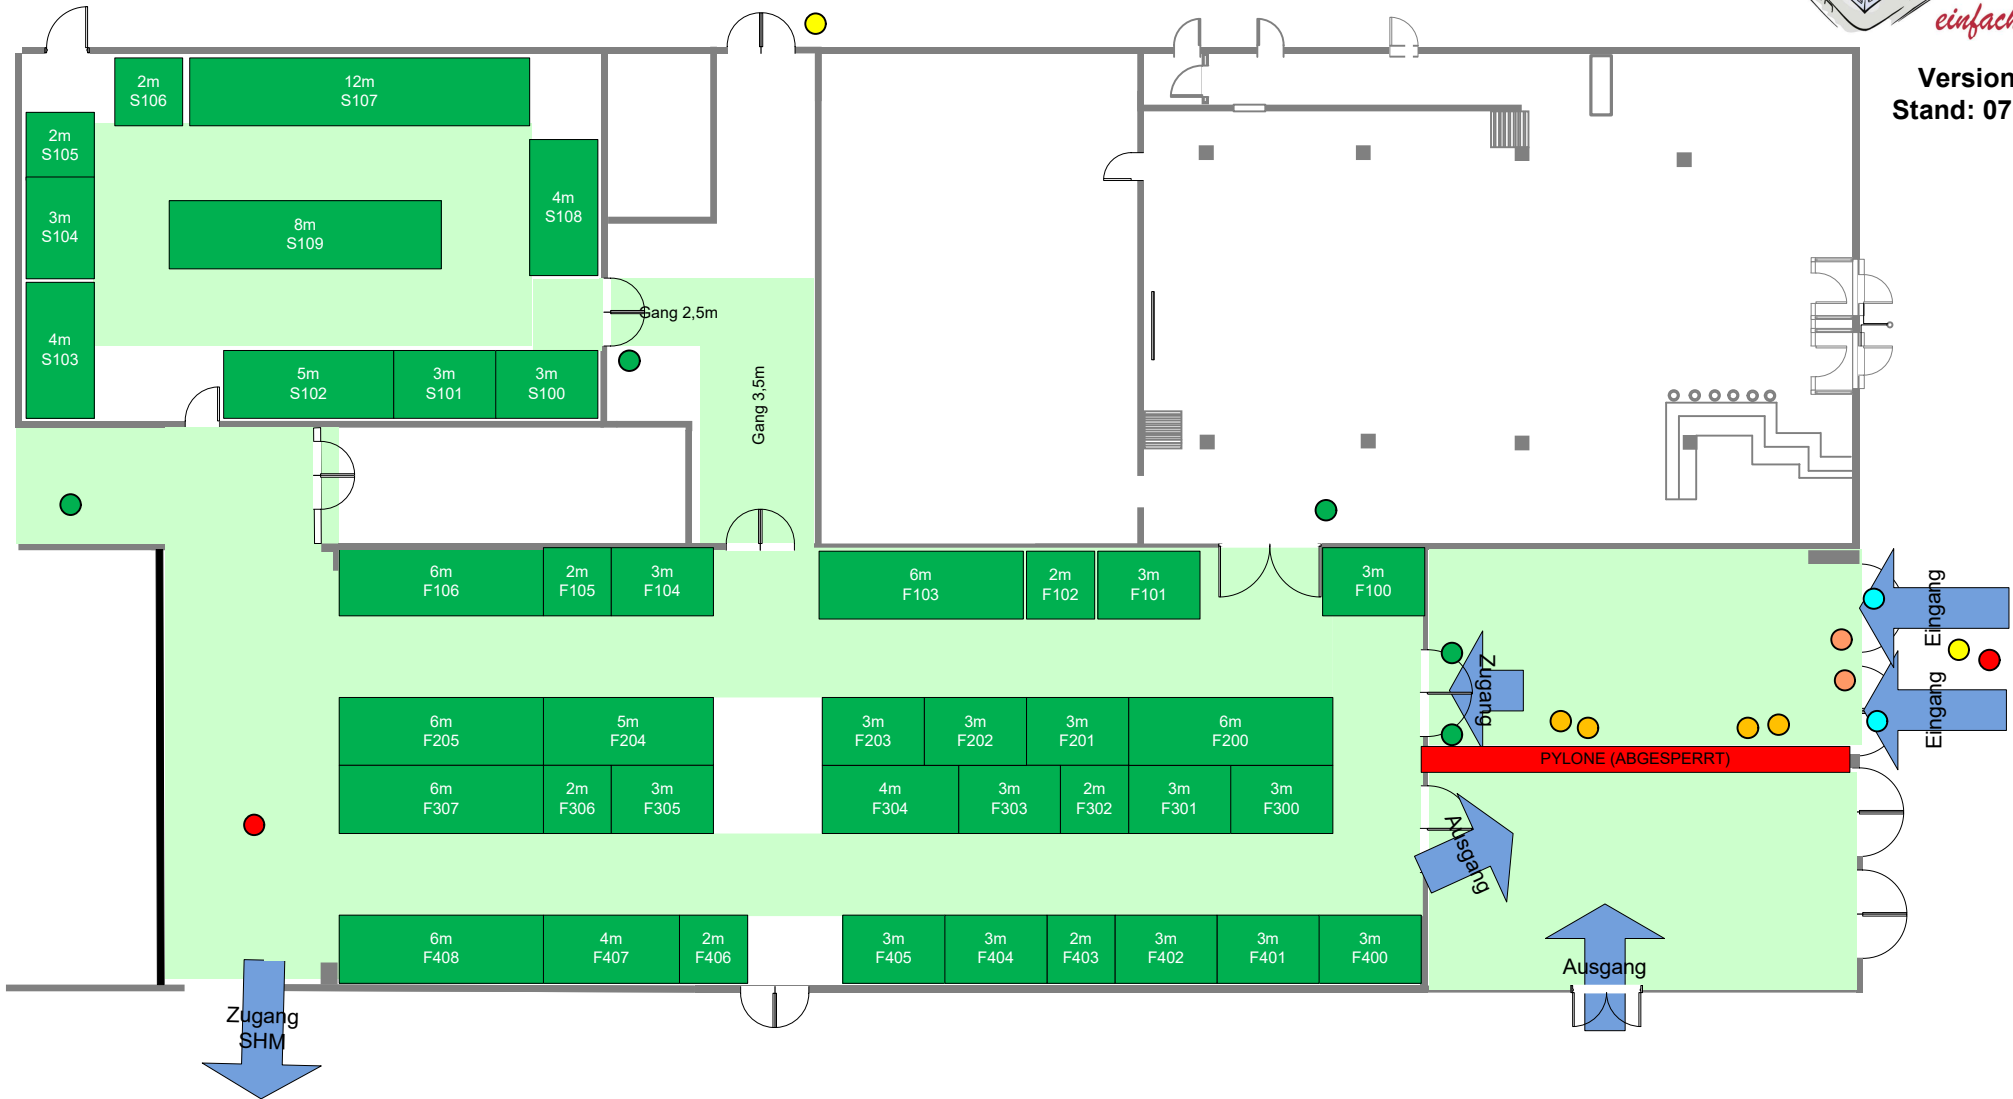 einfach
Version
Stand: 07
2m
S106
12m
S107
2m
S105
3m
S104
4m
S108
8m
S109
4m
S103
Gang 2,5m
5m
S102
3m
S101
3m
S100
Gang 3,5m
6m
F106
2m
F105
3m
F104
6m
F103
2m
F102
3m
F101
3m
F100
Eingang
Zugang
Eingang
6m
F205
5m
F204
3m
F203
3m
F202
3m
F201
6m
F200
PYLONE (ABGESPERRT)
6m
F307
2m
F306
3m
F305
4m
F304
3m
F303
2m
F302
3m
F301
3m
F300
Ausgang
6m
F408
4m
F407
2m
F406
3m
F405
3m
F404
2m
F403
3m
F402
3m
F401
3m
F400
Ausgang
Zugang
SHM